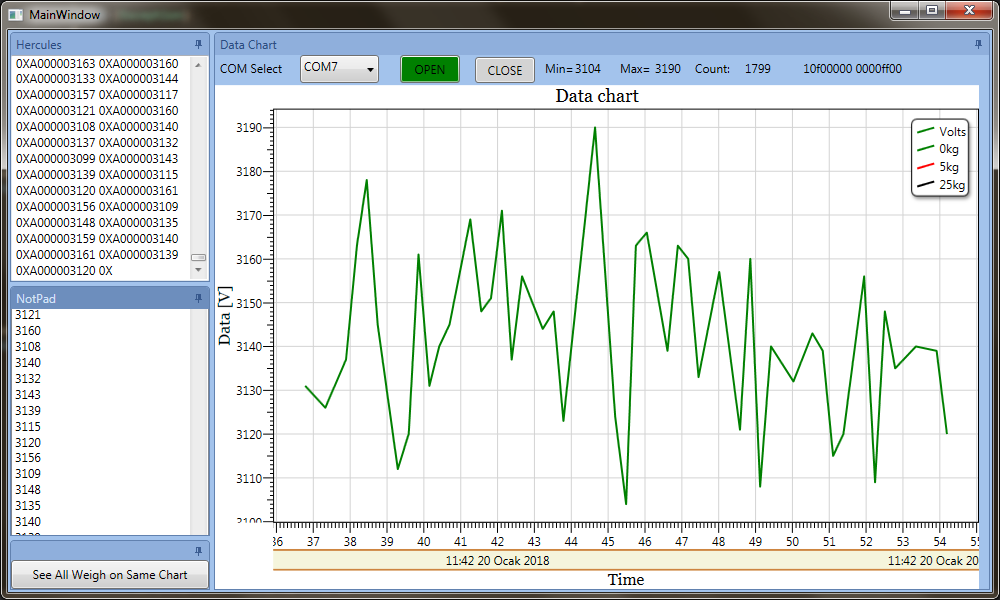 MainWindow
Hercules
0XA000003163 0XA000003160
0XA000003133 0XA000003144
0XA000003157 0XA000003117
0XA000003121 0XA000003160
0XA000003108 0XA000003140
0XA000003137 0XA000003132
0XA000003099 0XA000003143
0XA000003139 0XA000003115
0XA000003120 0XA000003161
0XA000003156 0XA000003109
0XA000003148 0XA000003135
0XA000003159 0XA000003140
0XA000003161 0XA000003139
0XA000003120 0X
NotPad
3121
3160
3108
3140
3132
3143
3139
3115
3120
3156
3109
3148
3135
3140
See All Weigh on Same Chart
Data Chart
COM Select COM7 OPEN CLOSE Min= 3104 Max= 3190 Count: 1799 10f00000 0000ff00
Data chart
Volts
0kg
5kg
25kg
Data [V]
3190
3180
3170
3160
3150
3140
3130
3120
3110
3100
36 37 38 39 40 41 42 43 44 45 46 47 48 49 50 51 52 53 54
11:42 20 Ocak 2018 11:42 20 Ocak 20
Time